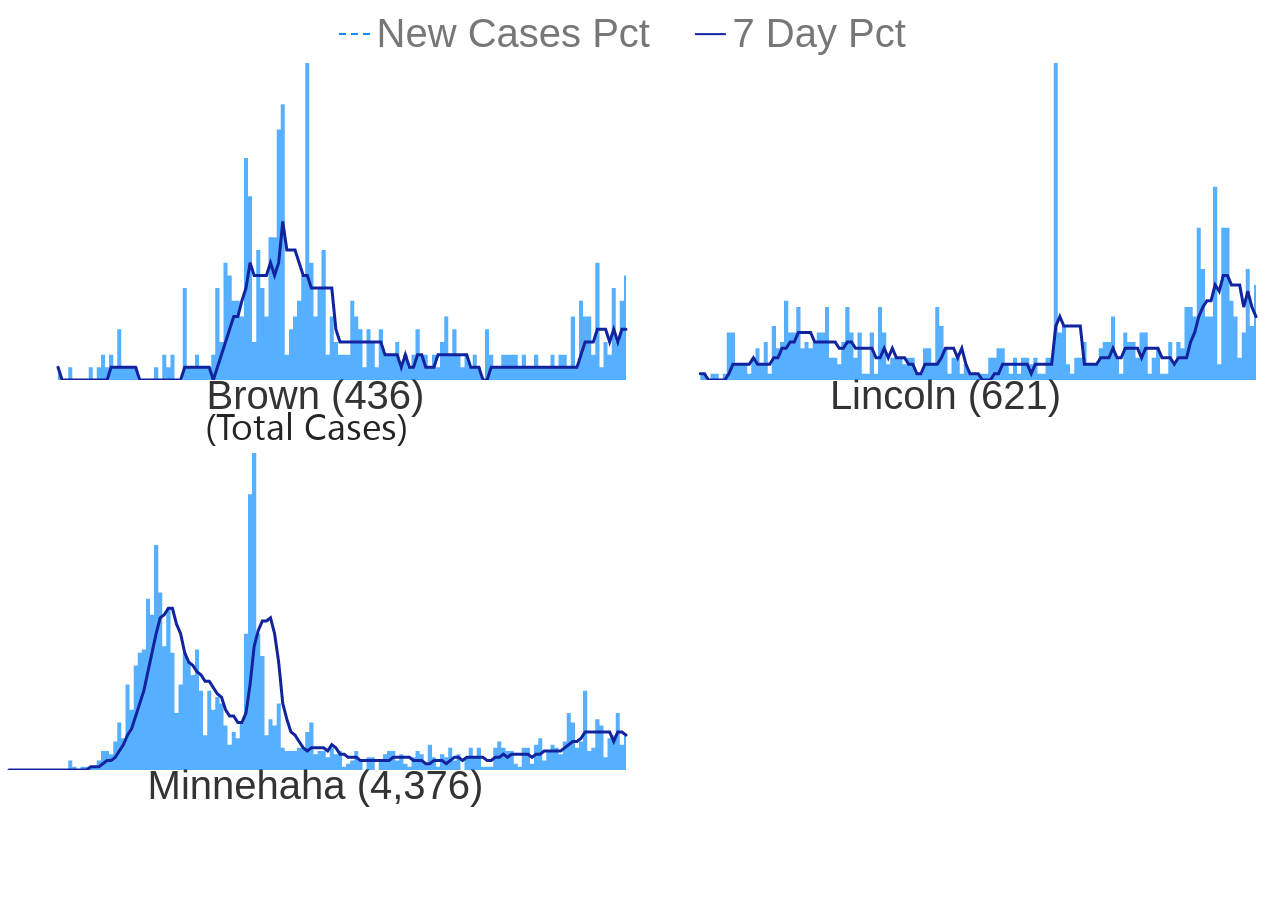 New Cases Pct 7 Day Pct
Brown (436)
(Total Cases)
Lincoln (621)
Minnehaha (4,376)